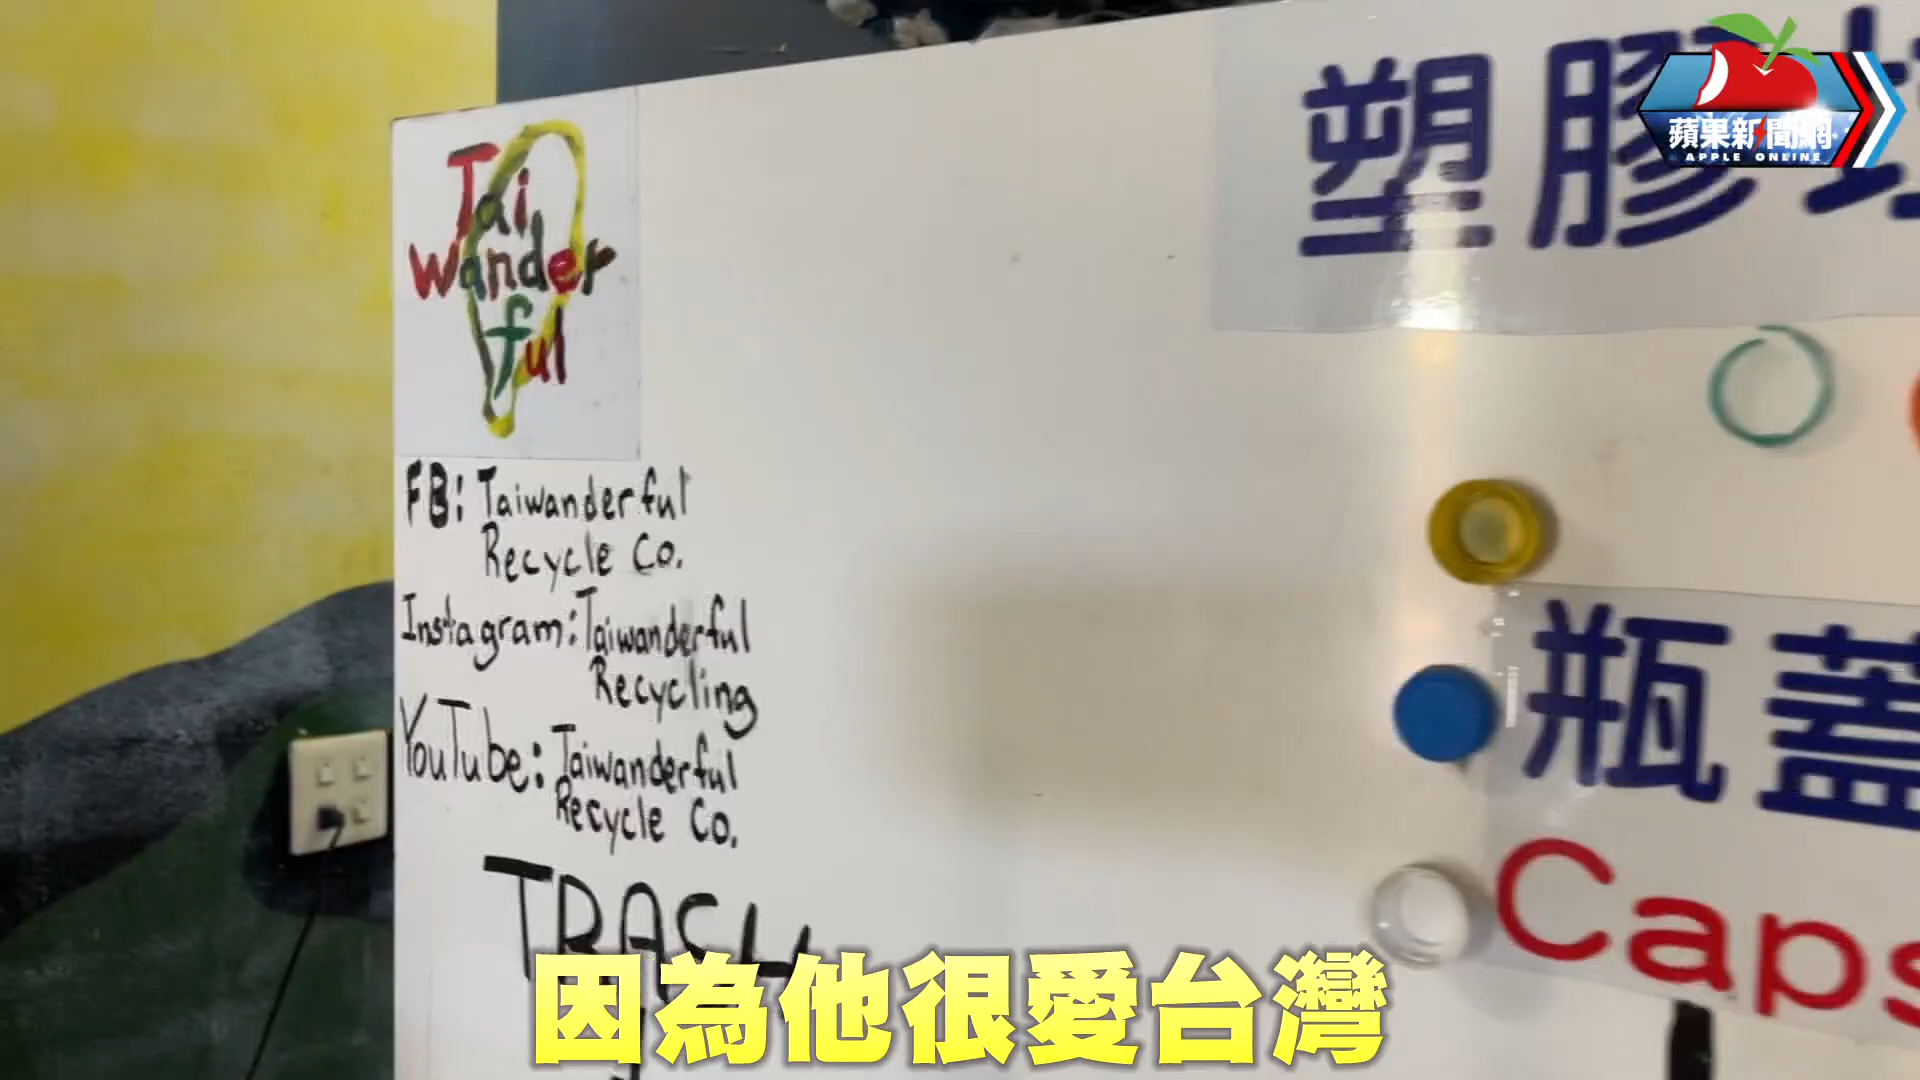 Tai
wander
ful
FB: Taiwanderful
Recycle Co.
Instagram: Taiwanderful
Recycling
YouTube: Taiwanderful
Recycle Co.
TRASH
塑膠
瓶蓋
Caps
蘋果新聞網
APPLE ONLINE
因為他很愛台灣